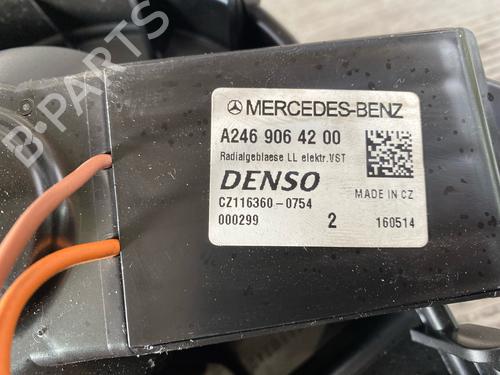 B-PARTS
MERCEDES-BENZ
A246 906 42 00
Radialgeblaese LL elektr.VST
DENSO
MADE IN CZ
CZ116360-0754
000299 2 160514